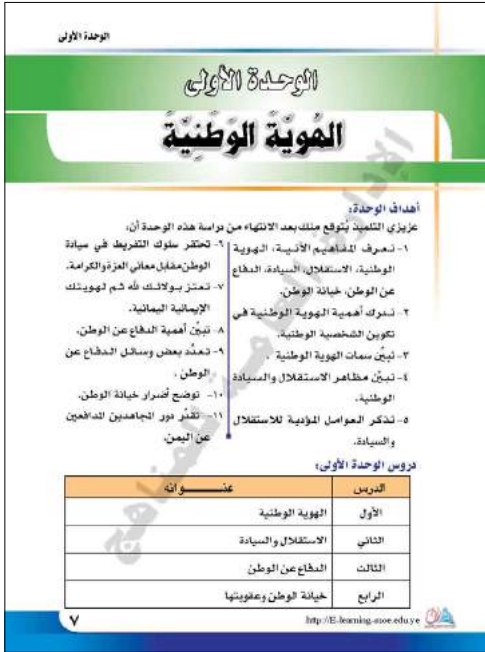 الوحدة الأولى
الوحدة الأولى
الهُويّةُ الوَطَنِيّةُ
أهداف الوحدة:
عزيزي التلميذ يُتوقع منك بعد الانتهاء من دراسة هذه الوحدة أن:
١- تعرف المفاهيم الآتية: الهوية
الوطنية، الاستقلال، السيادة، الدفاع
عن الوطن، خيانة الوطن.
٢- تدرك أهمية الهوية الوطنية في
تكوين الشخصية الوطنية.
٣- تبيّن سمات الهوية الوطنية .
٤- تبيّن مظاهر الاستقلال والسيادة
الوطنية.
٥- تذكر العوامل المؤدية للاستقلال
والسيادة.
٦- تحتقر سلوك التفريط في سيادة
الوطن مقابل معاني العزة والكرامة.
٧- تعتز بولائك لله ثم لهويتك
الإيمانية اليمانية.
٨- تبيّن أهمية الدفاع عن الوطن.
٩- تعدّد بعض وسائل الدفاع عن
الوطن .
١٠- توضح أضرار خيانة الوطن.
١١- تقدّر دور المجاهدين المدافعين
عن اليمن.
دروس الوحدة الأولى:
الدرس عنـــــــوانه
الأول الهوية الوطنية
الثاني الاستقلال والسيادة
الثالث الدفاع عن الوطن
الرابع خيانة الوطن وعقوبتها
٧ http://E-learning-moe.edu.ye
الإدارة العامة للمناهج